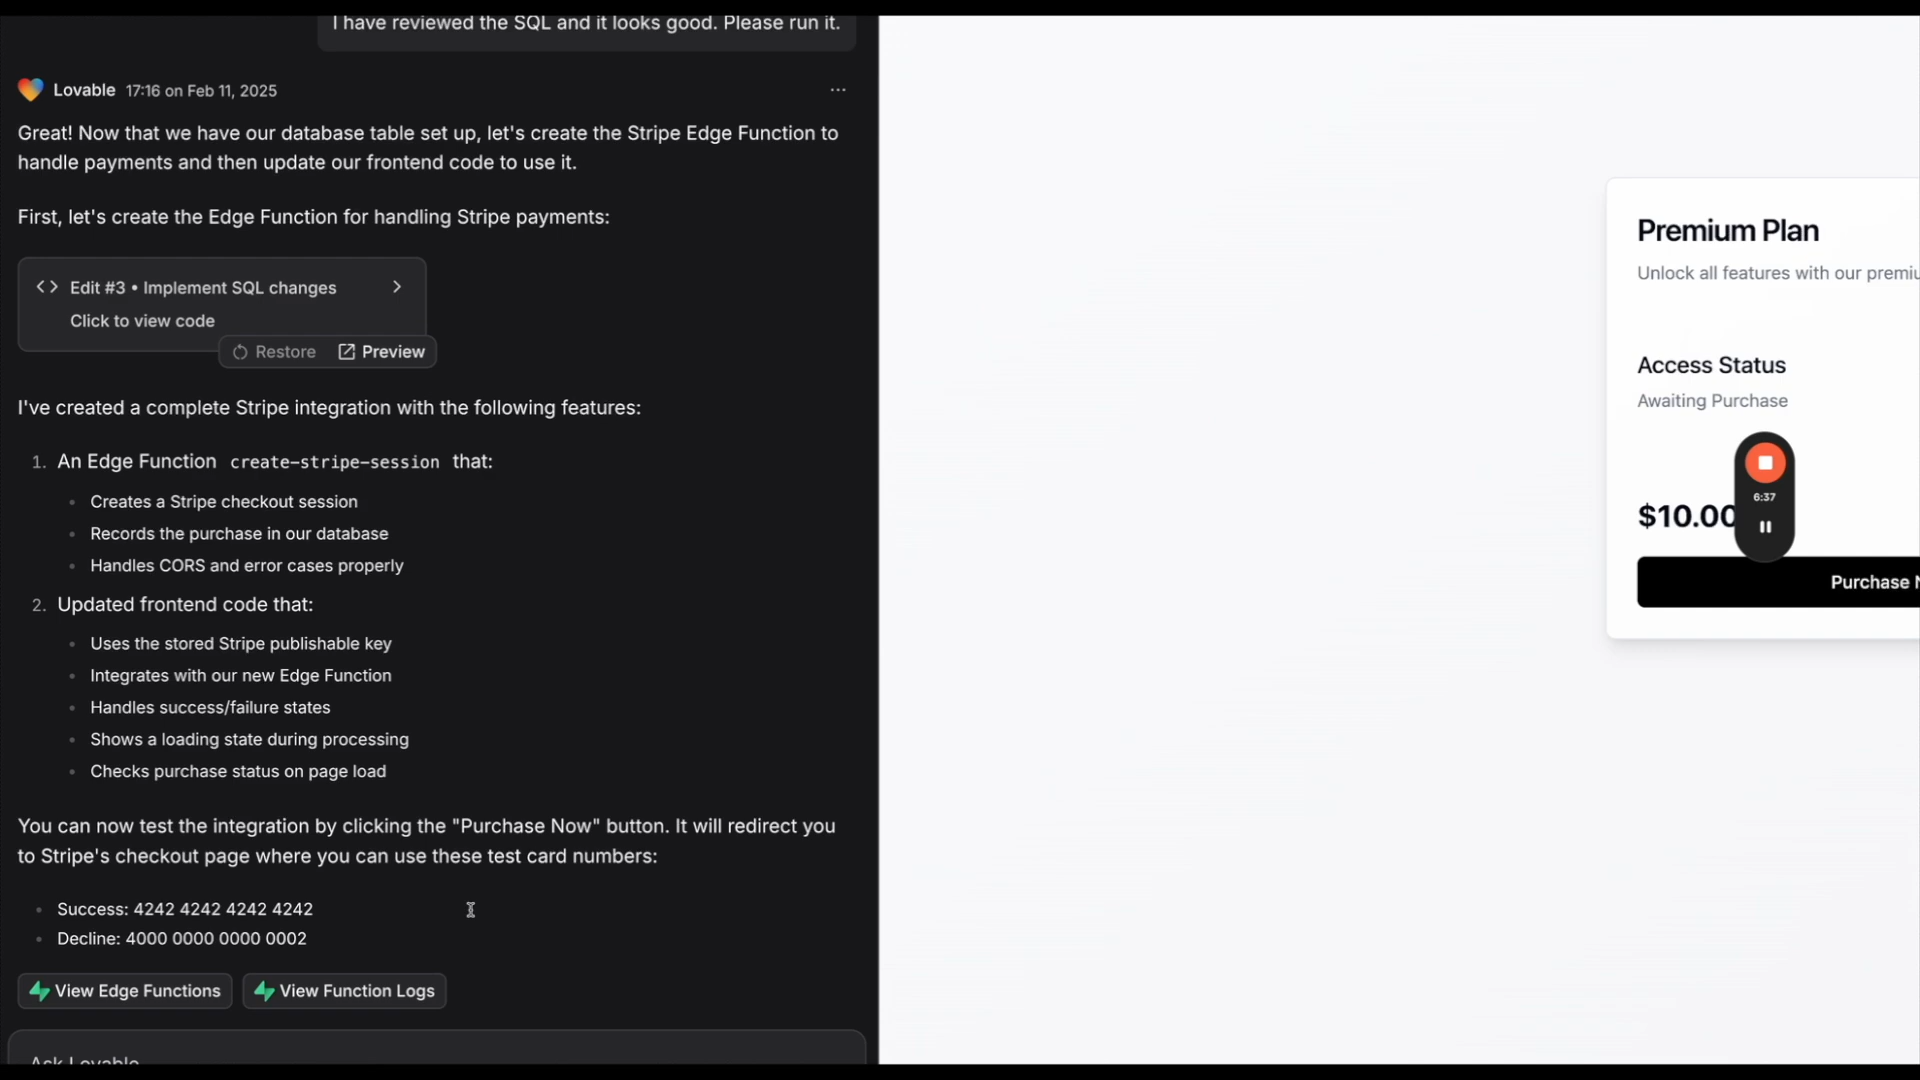 I have reviewed the SQL and it looks good. Please run it.
Lovable 17:16 on Feb 11, 2025
Great! Now that we have our database table set up, let's create the Stripe Edge Function to
handle payments and then update our frontend code to use it.
First, let's create the Edge Function for handling Stripe payments:
Edit #3 • Implement SQL changes
Click to view code
Restore Preview
I've created a complete Stripe integration with the following features:
1. An Edge Function create-stripe-session that:
• Creates a Stripe checkout session
• Records the purchase in our database
• Handles CORS and error cases properly
2. Updated frontend code that:
• Uses the stored Stripe publishable key
• Integrates with our new Edge Function
• Handles success/failure states
• Shows a loading state during processing
• Checks purchase status on page load
You can now test the integration by clicking the "Purchase Now" button. It will redirect you
to Stripe's checkout page where you can use these test card numbers:
• Success: 4242 4242 4242 4242
• Decline: 4000 0000 0000 0002
View Edge Functions View Function Logs
Ask Lovable
Premium Plan
Unlock all features with our premiu
Access Status
Awaiting Purchase
6:37
$10.00
Purchase N